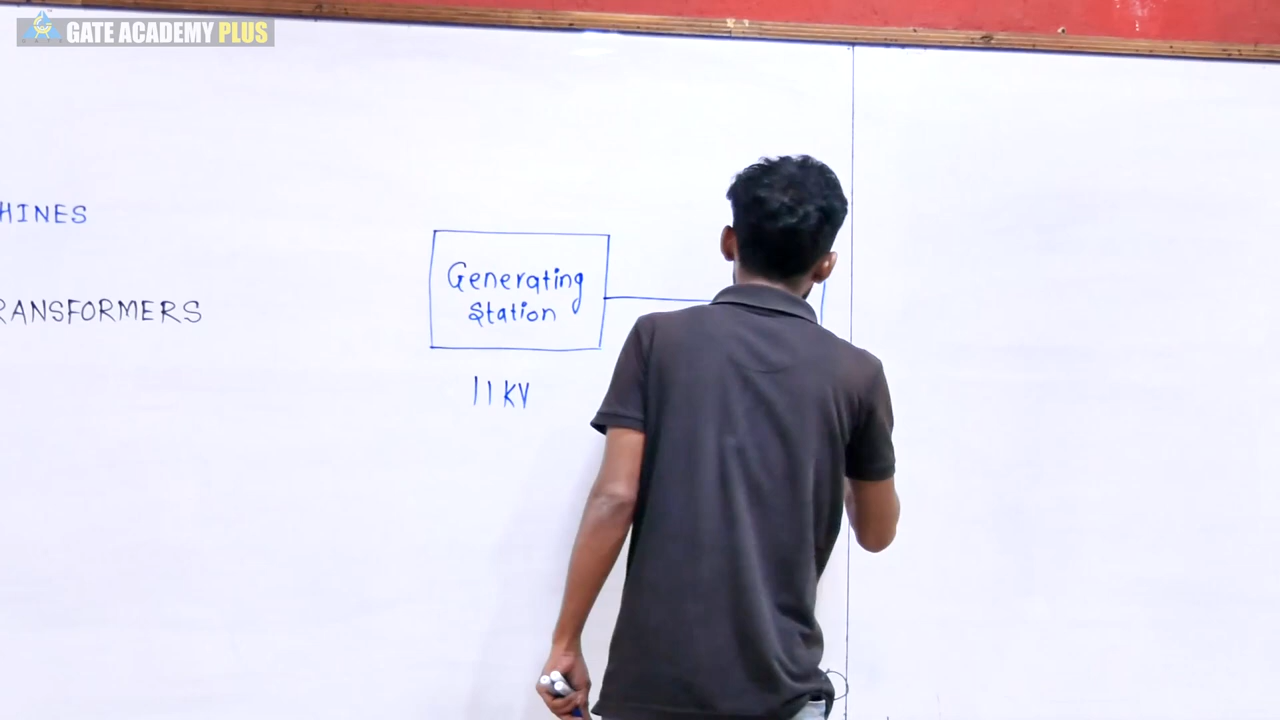 GATE ACADEMY PLUS
HINES
RANSFORMERS
Generating
Station
11 KV